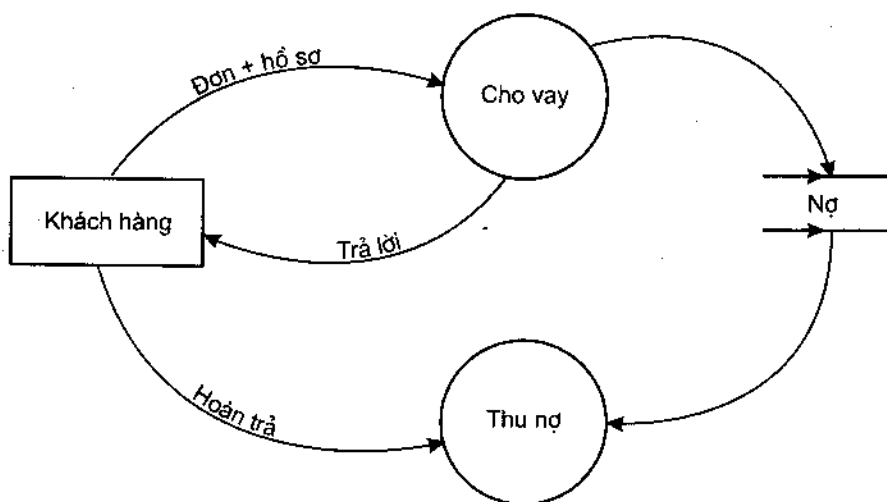 Đơn + hồ sơ
Cho vay
Khách hàng
Nợ
Trả lời
Hoàn trả
Thu nợ